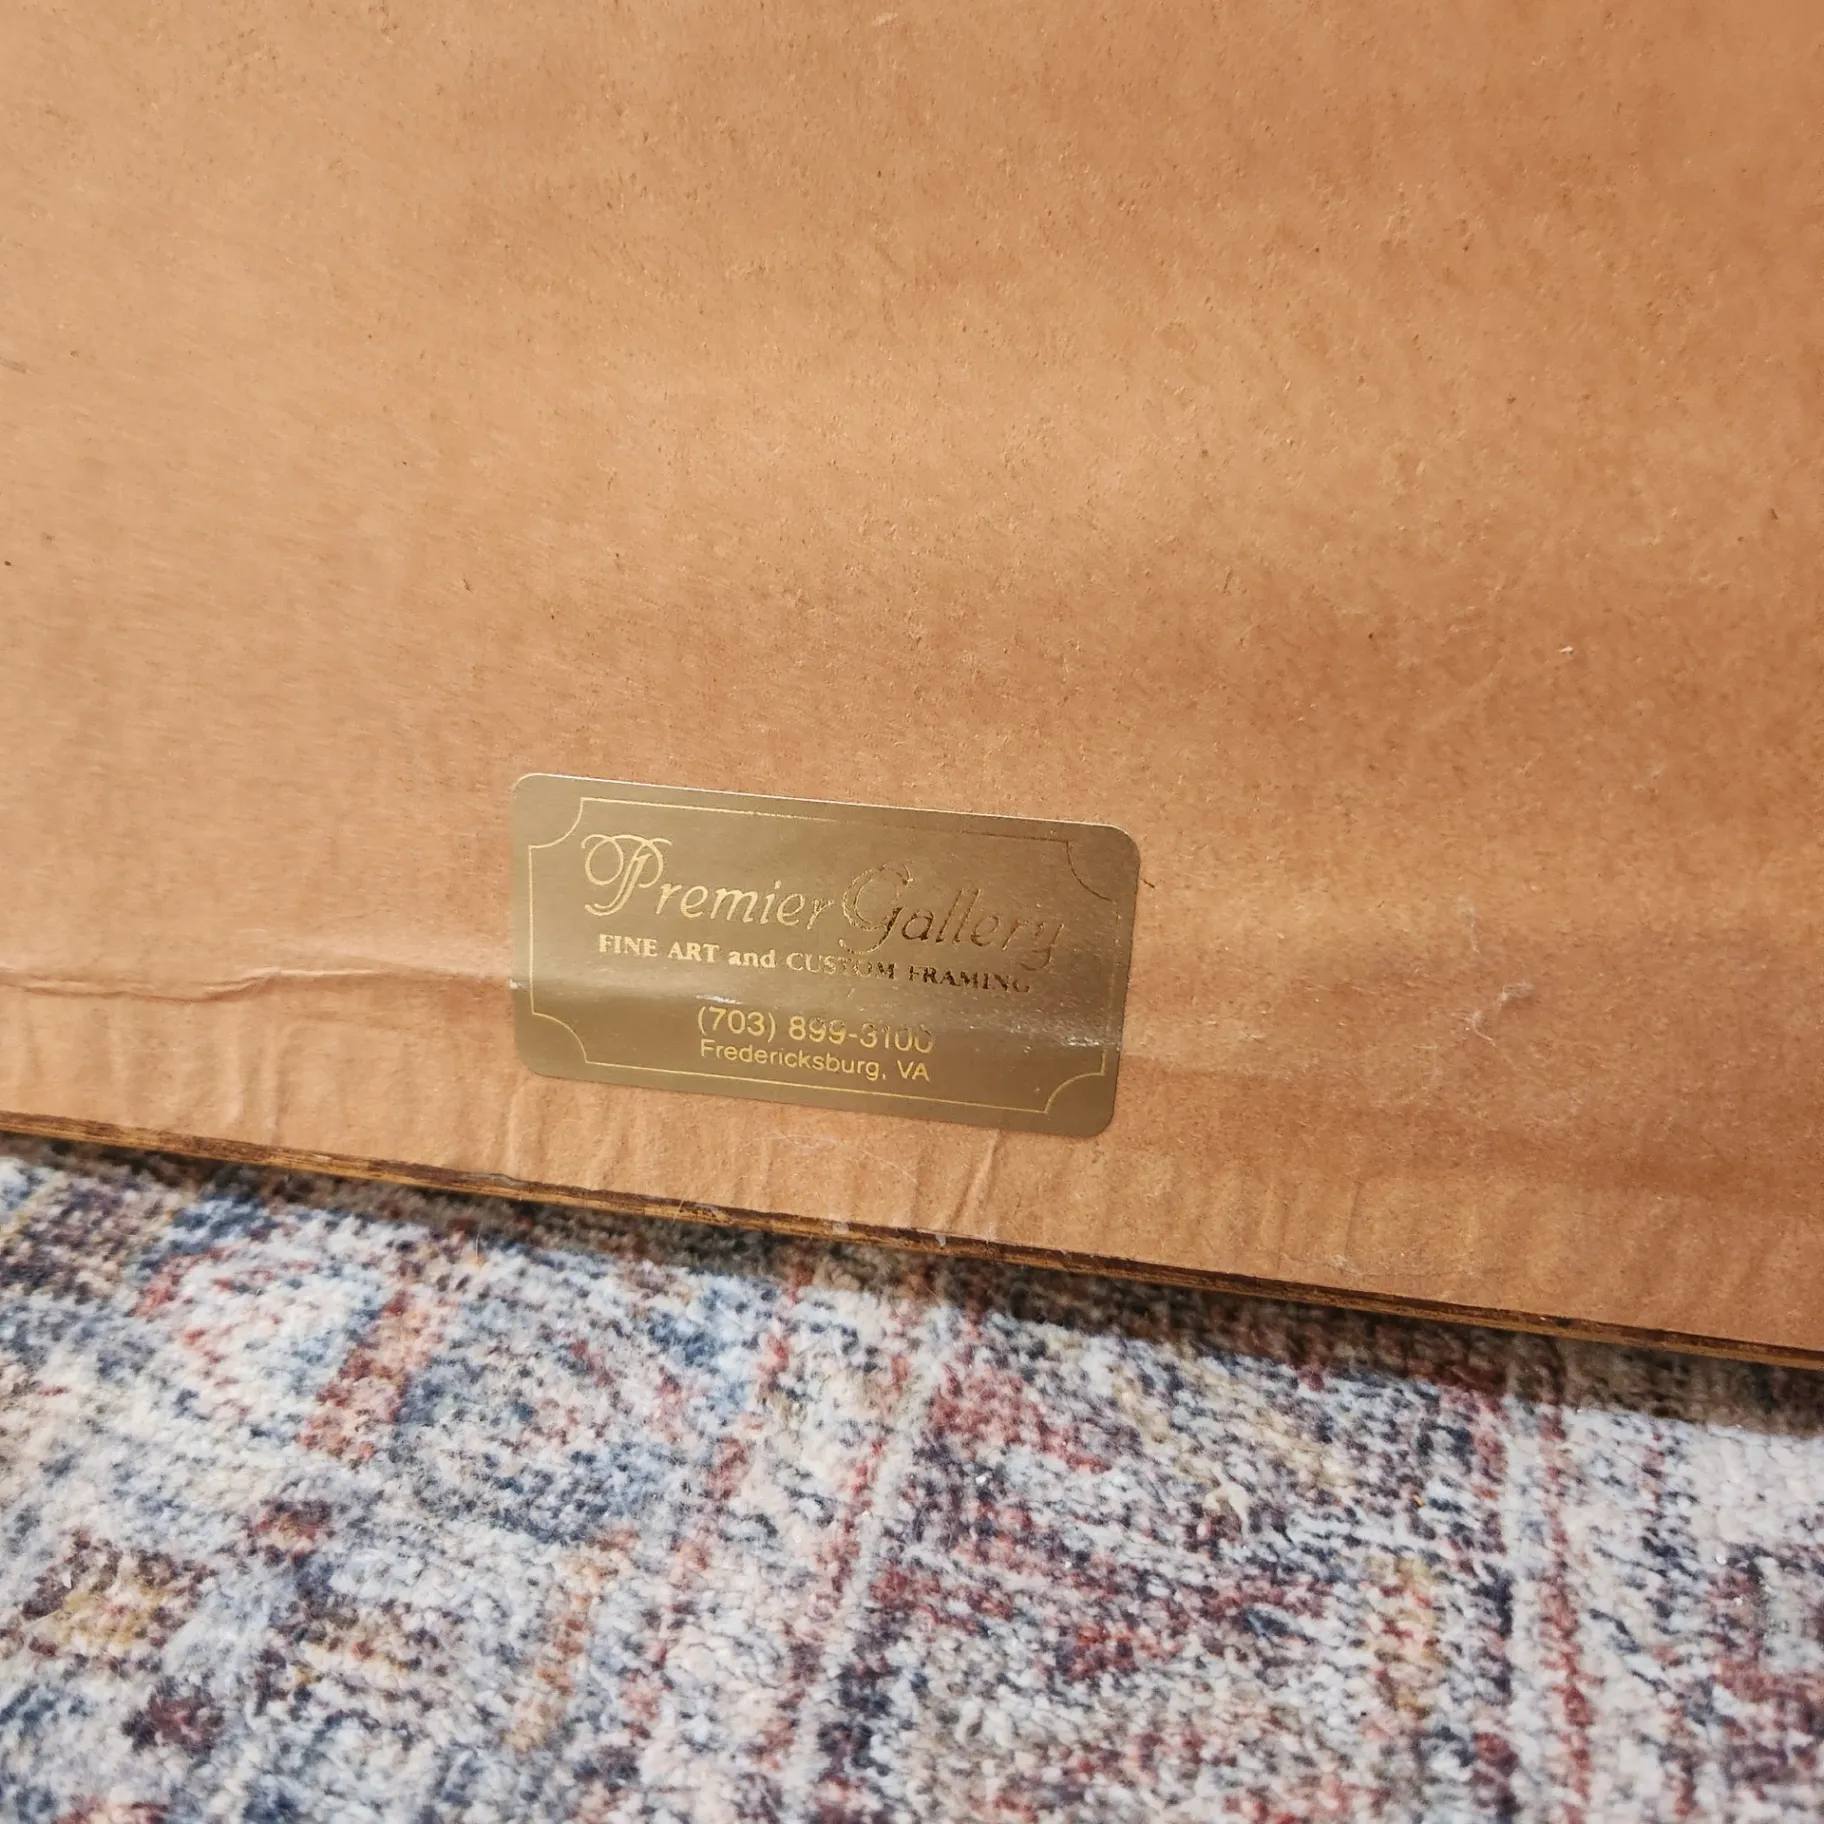 Premier Gallery
FINE ART and CUSTOM FRAMING
(703) 899-3100
Fredericksburg, VA